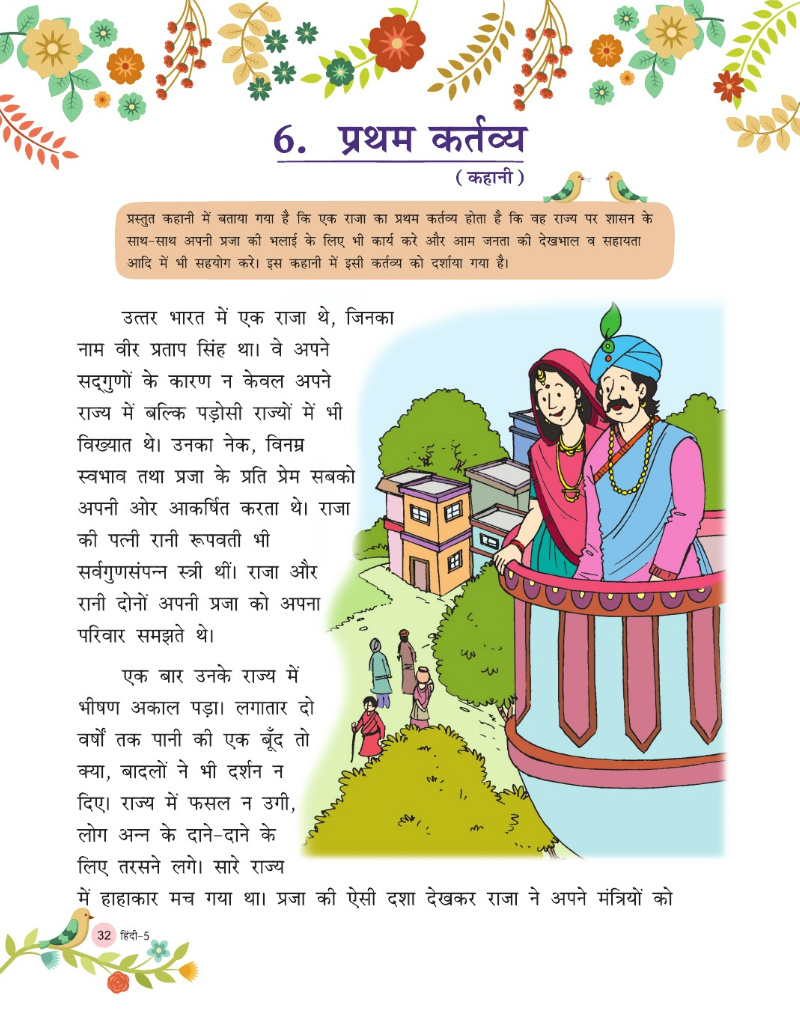 6. प्रथम कर्तव्य
( कहानी )
प्रस्तुत कहानी में बताया गया है कि एक राजा का प्रथम कर्तव्य होता है कि वह राज्य पर शासन के
साथ-साथ अपनी प्रजा की भलाई के लिए भी कार्य करे और आम जनता की देखभाल व सहायता
आदि में भी सहयोग करे। इस कहानी में इसी कर्तव्य को दर्शाया गया है।
उत्तर भारत में एक राजा थे, जिनका
नाम वीर प्रताप सिंह था। वे अपने
सद्‌गुणों के कारण न केवल अपने
राज्य में बल्कि पड़ोसी राज्यों में भी
विख्यात थे। उनका नेक, विनम्र
स्वभाव तथा प्रजा के प्रति प्रेम सबको
अपनी ओर आकर्षित करता थे। राजा
की पत्नी रानी रूपवती भी
सर्वगुणसंपन्न स्त्री थीं। राजा और
रानी दोनों अपनी प्रजा को अपना
परिवार समझते थे।
एक बार उनके राज्य में
भीषण अकाल पड़ा। लगातार दो
वर्षों तक पानी की एक बूँद तो
क्या, बादलों ने भी दर्शन न
दिए। राज्य में फसल न उगी,
लोग अन्न के दाने-दाने के
लिए तरसने लगे। सारे राज्य
में हाहाकार मच गया था। प्रजा की ऐसी दशा देखकर राजा ने अपने मंत्रियों को
32 हिंदी-5